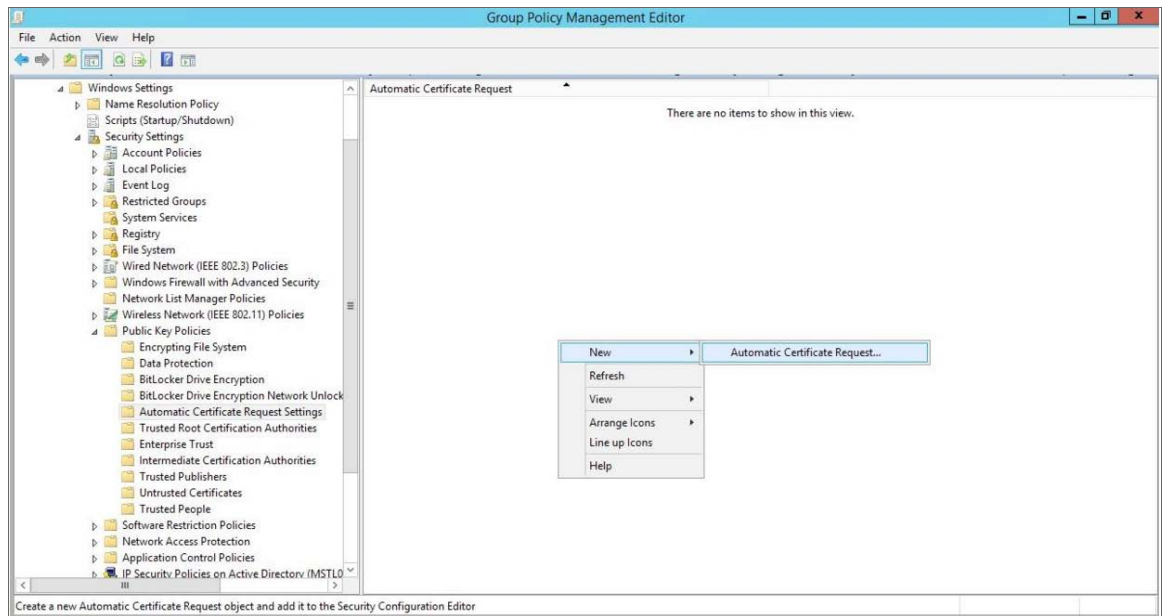 Group Policy Management Editor
File Action View Help
Windows Settings
Name Resolution Policy
Scripts (Startup/Shutdown)
Security Settings
Account Policies
Local Policies
Event Log
Restricted Groups
System Services
Registry
File System
Wired Network (IEEE 802.3) Policies
Windows Firewall with Advanced Security
Network List Manager Policies
Wireless Network (IEEE 802.11) Policies
Public Key Policies
Encrypting File System
Data Protection
BitLocker Drive Encryption
BitLocker Drive Encryption Network Unlock
Automatic Certificate Request Settings
Trusted Root Certification Authorities
Enterprise Trust
Intermediate Certification Authorities
Trusted Publishers
Untrusted Certificates
Trusted People
Software Restriction Policies
Network Access Protection
Application Control Policies
IP Security Policies on Active Directory (MSTLO
Automatic Certificate Request
There are no items to show in this view.
New
Automatic Certificate Request...
Refresh
View
Arrange Icons
Line up Icons
Help
Create a new Automatic Certificate Request object and add it to the Security Configuration Editor